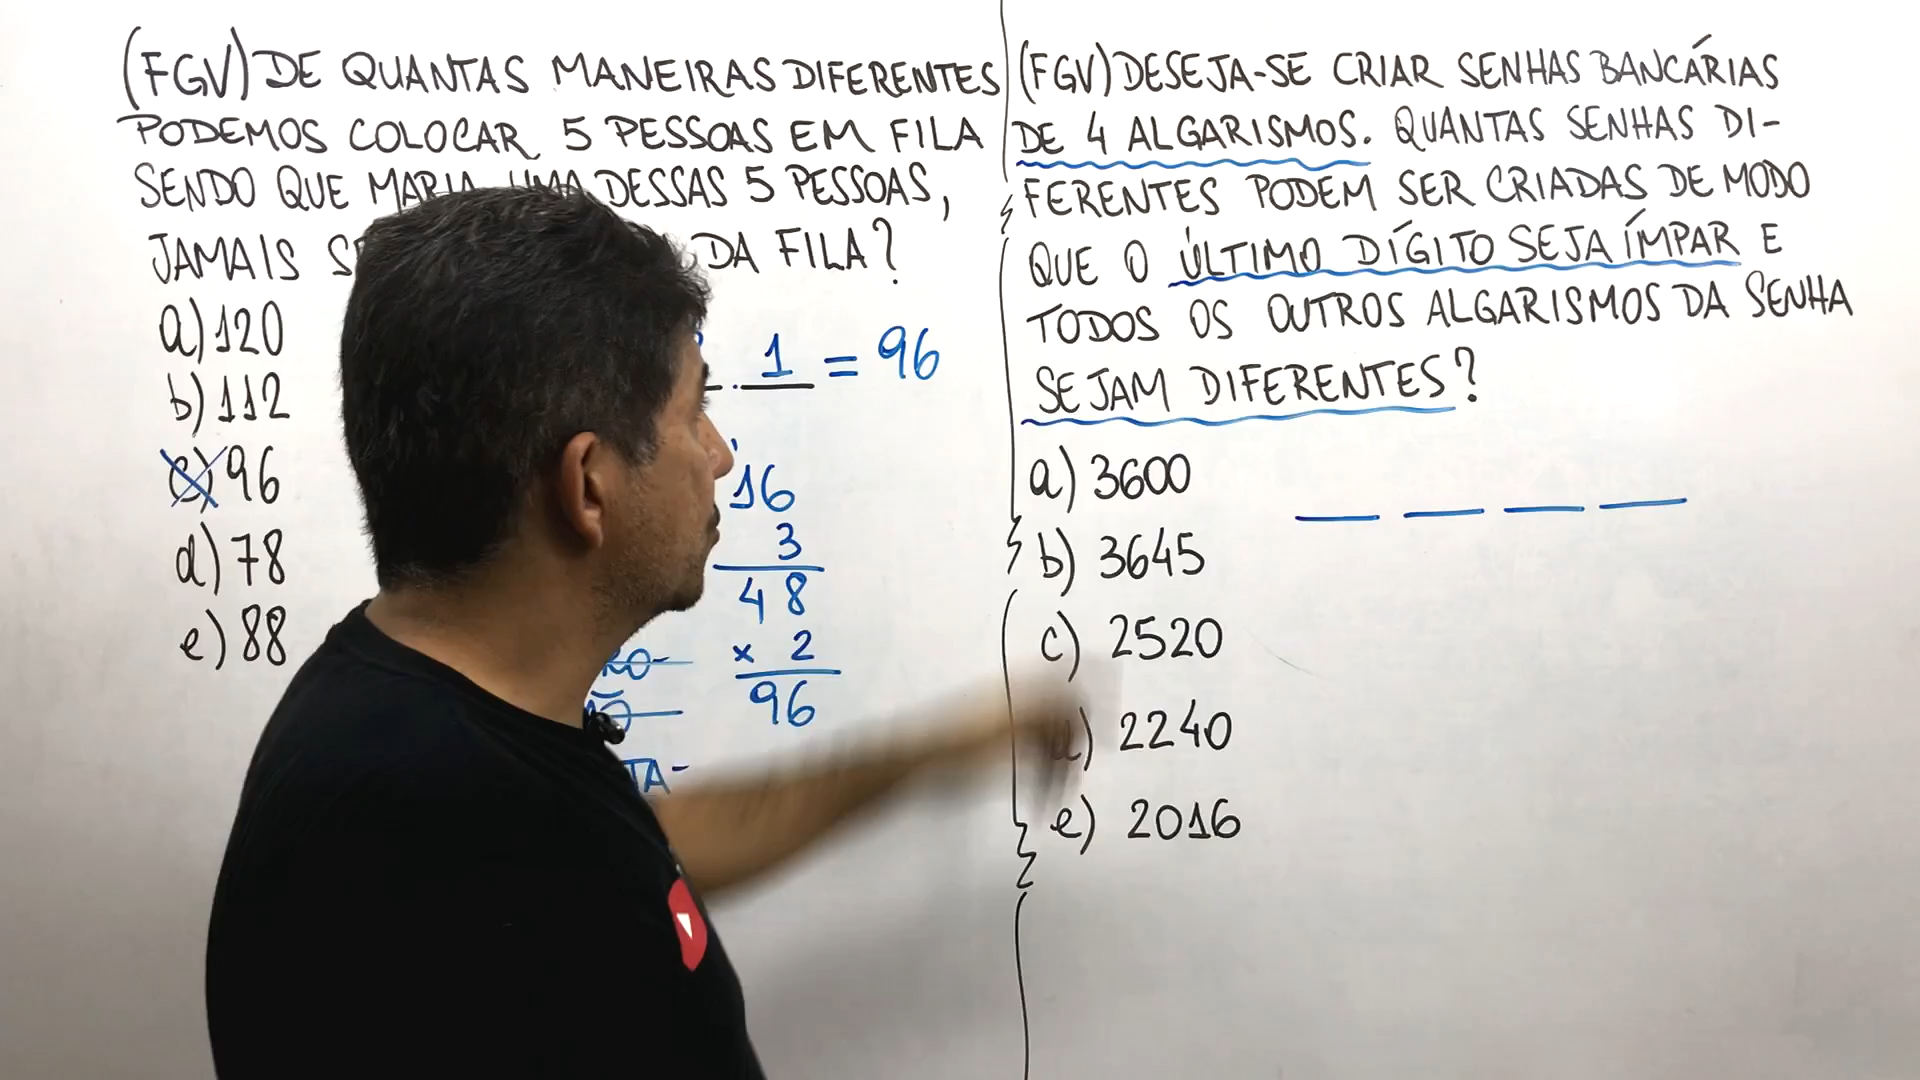 (FGV) DE QUANTAS MANEIRAS DIFERENTES
PODEMOS COLOCAR 5 PESSOAS EM FILA
SENDO QUE MARIA, UMA DESSAS 5 PESSOAS,
JAMAIS DA FILA?
a) 120
b) 112
c) 96
d) 78
e) 88
1 = 96
16
3
48
× 2
96
(FGV) DESEJA-SE CRIAR SENHAS BANCÁRIAS
DE 4 ALGARISMOS. QUANTAS SENHAS DI-
FERENTES PODEM SER CRIADAS DE MODO
QUE O ÚLTIMO DÍGITO SEJA ÍMPAR E
TODOS OS OUTROS ALGARISMOS DA SENHA
SEJAM DIFERENTES?
a) 3600
b) 3645
c) 2520
d) 2240
e) 2016